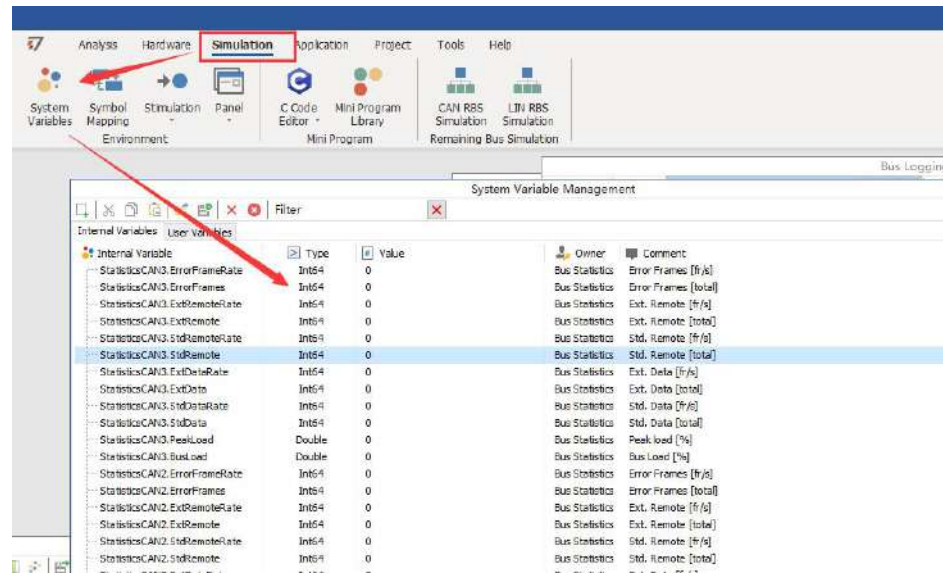 Analysis Hardware Simulation Application Project Tools Help
System Variables Symbol Mapping Stimulation Panel C Code Editor Mini Program Library CAN RBS Simulation LIN RBS Simulation
Environment Mini Program Remaining Bus Simulation
Bus Logging
System Variable Management
Filter
Internal Variables User Variables
Internal Variable Type Value Owner Comment
StatisticsCAN3.ErrorFrameRate Int64 0 Bus Statistics Error Frames [fr/s]
StatisticsCAN3.ErrorFrames Int64 0 Bus Statistics Error Frames [total]
StatisticsCAN3.ExtRemoteRate Int64 0 Bus Statistics Ext. Remote [fr/s]
StatisticsCAN3.ExtRemote Int64 0 Bus Statistics Ext. Remote [total]
StatisticsCAN3.StdRemoteRate Int64 0 Bus Statistics Std. Remote [fr/s]
StatisticsCAN3.StdRemote Int64 0 Bus Statistics Std. Remote [total]
StatisticsCAN3.ExtDataRate Int64 0 Bus Statistics Ext. Data [fr/s]
StatisticsCAN3.ExtData Int64 0 Bus Statistics Ext. Data [total]
StatisticsCAN3.StdDataRate Int64 0 Bus Statistics Std. Data [fr/s]
StatisticsCAN3.StdData Int64 0 Bus Statistics Std. Data [total]
StatisticsCAN3.PeakLoad Double 0 Bus Statistics Peak load [%]
StatisticsCAN3.BusLoad Double 0 Bus Statistics Bus Load [%]
StatisticsCAN2.ErrorFrameRate Int64 0 Bus Statistics Error Frames [fr/s]
StatisticsCAN2.ErrorFrames Int64 0 Bus Statistics Error Frames [total]
StatisticsCAN2.ExtRemoteRate Int64 0 Bus Statistics Ext. Remote [fr/s]
StatisticsCAN2.ExtRemote Int64 0 Bus Statistics Ext. Remote [total]
StatisticsCAN2.StdRemoteRate Int64 0 Bus Statistics Std. Remote [fr/s]
StatisticsCAN2.StdRemote Int64 0 Bus Statistics Std. Remote [total]